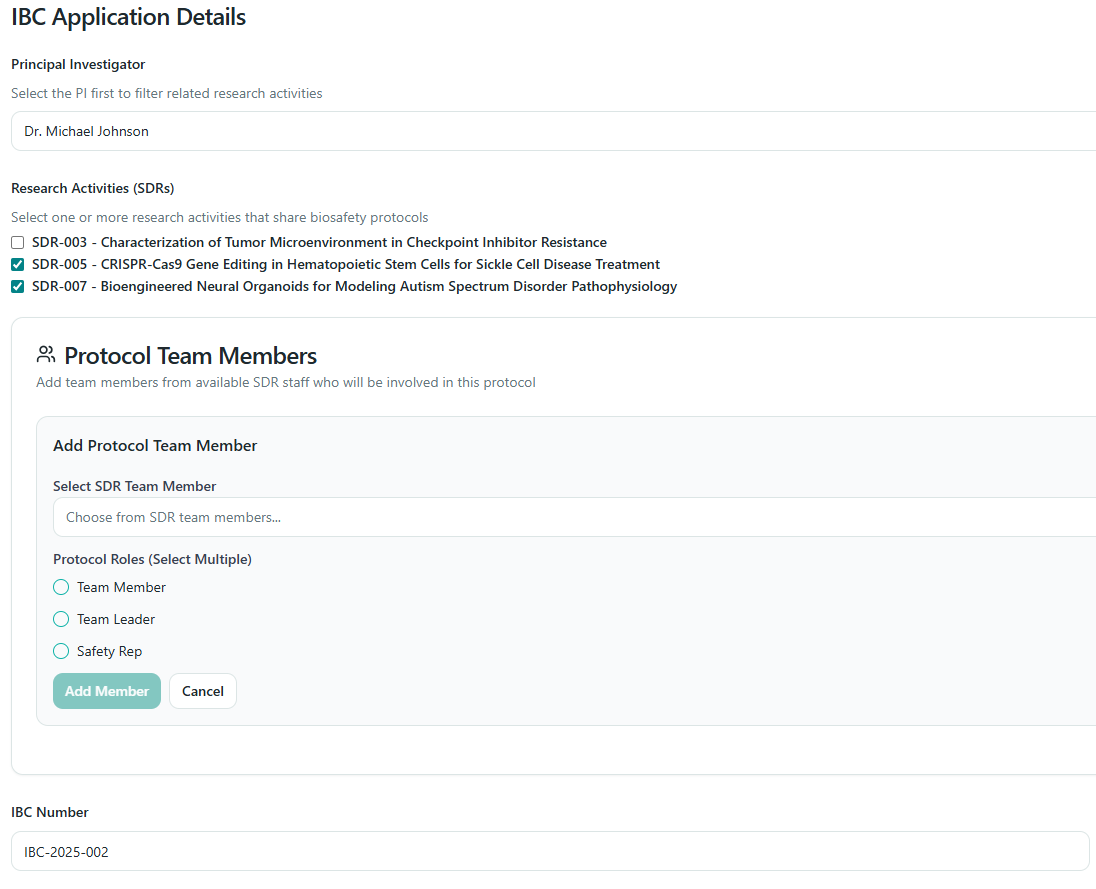 IBC Application Details
Principal Investigator
Select the PI first to filter related research activities
Dr. Michael Johnson
Research Activities (SDRs)
Select one or more research activities that share biosafety protocols
SDR-003 - Characterization of Tumor Microenvironment in Checkpoint Inhibitor Resistance
SDR-005 - CRISPR-Cas9 Gene Editing in Hematopoietic Stem Cells for Sickle Cell Disease Treatment
SDR-007 - Bioengineered Neural Organoids for Modeling Autism Spectrum Disorder Pathophysiology
Protocol Team Members
Add team members from available SDR staff who will be involved in this protocol
Add Protocol Team Member
Select SDR Team Member
Choose from SDR team members...
Protocol Roles (Select Multiple)
Team Member
Team Leader
Safety Rep
Add Member Cancel
IBC Number
IBC-2025-002